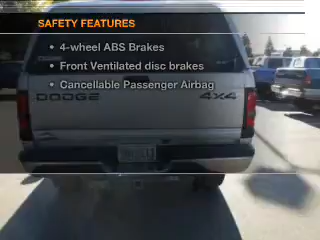 SAFETY FEATURES
4-wheel ABS Brakes
Front Ventilated disc brakes
Cancellable Passenger Airbag
DODGE
4X4